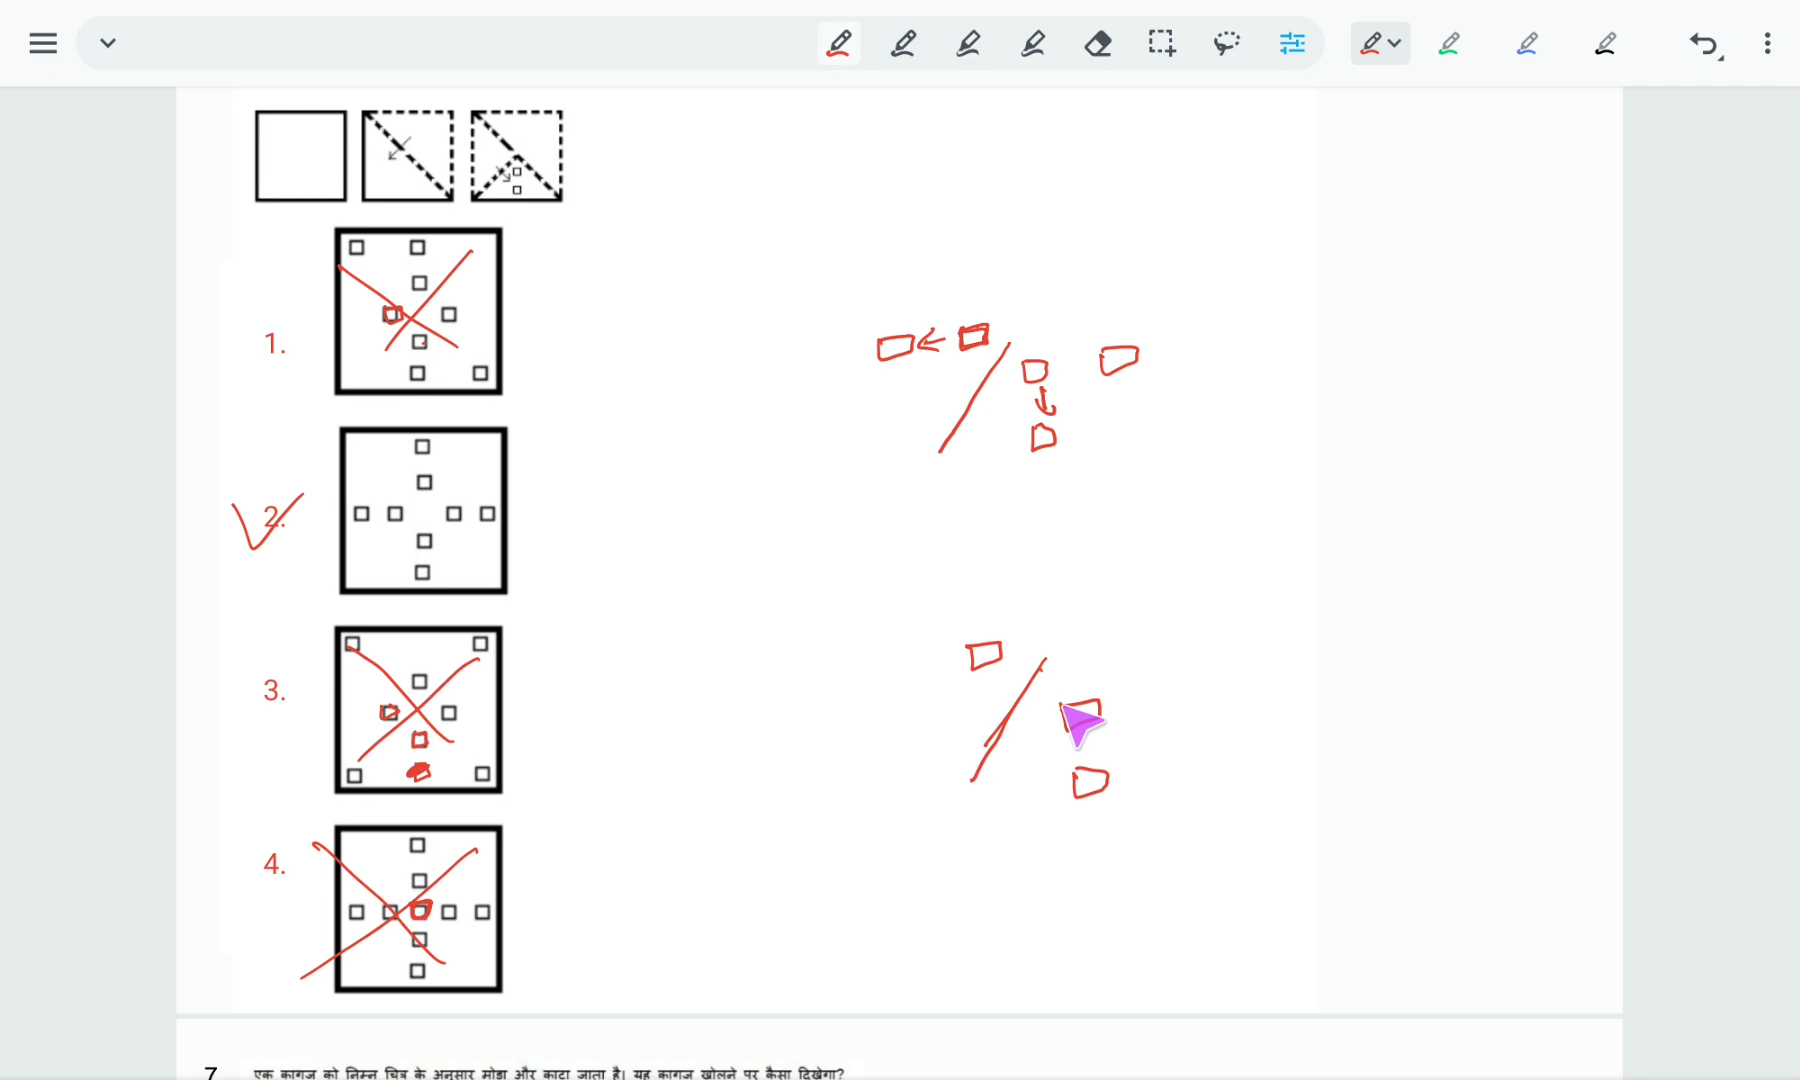 1.
2.
3.
4.
7 एक कागज को निम्न चित्र के अनुसार मोड़ा और काटा जाता है। यह कागज खोलने पर कैसा दिखेगा?